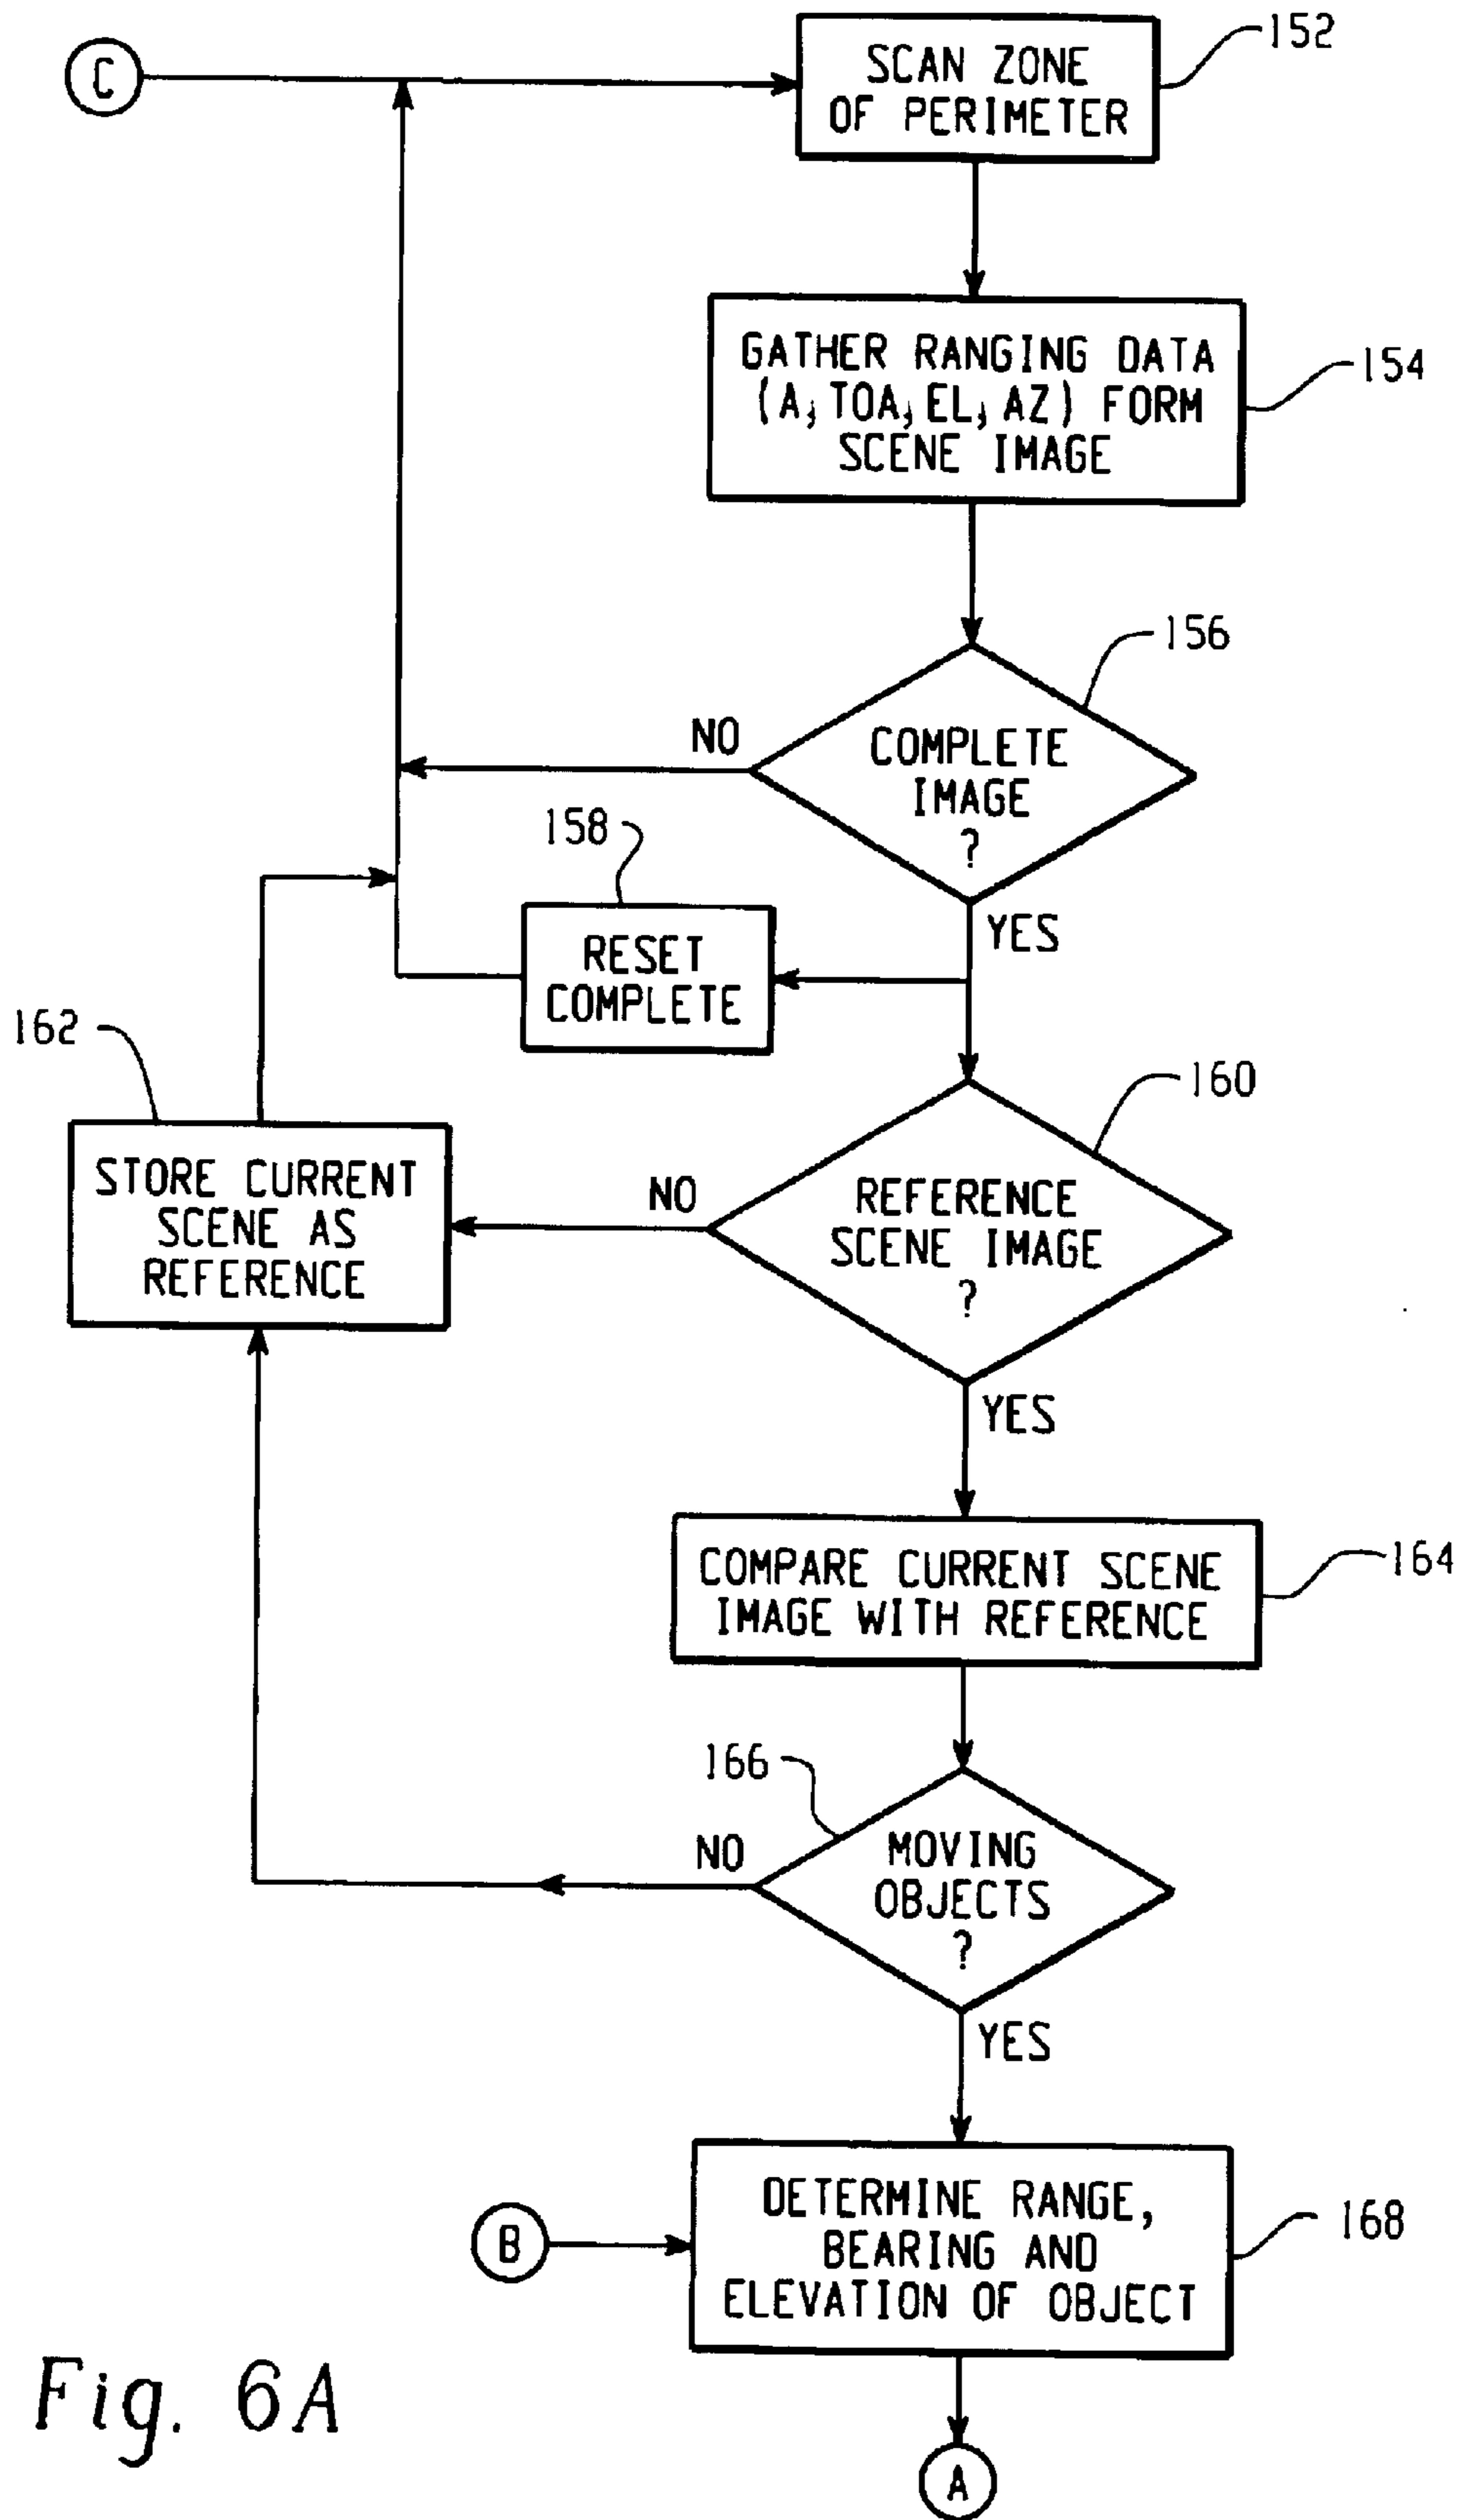 C
SCAN ZONE
OF PERIMETER
152
GATHER RANGING DATA
(A, TOA, EL, AZ) FORM
SCENE IMAGE
154
156
NO
COMPLETE
IMAGE
?
YES
158
RESET
COMPLETE
162
160
STORE CURRENT
SCENE AS
REFERENCE
NO
REFERENCE
SCENE IMAGE
?
YES
COMPARE CURRENT SCENE
IMAGE WITH REFERENCE
164
166
NO
MOVING
OBJECTS
?
YES
B
DETERMINE RANGE,
BEARING AND
ELEVATION OF OBJECT
168
Fig. 6A
A